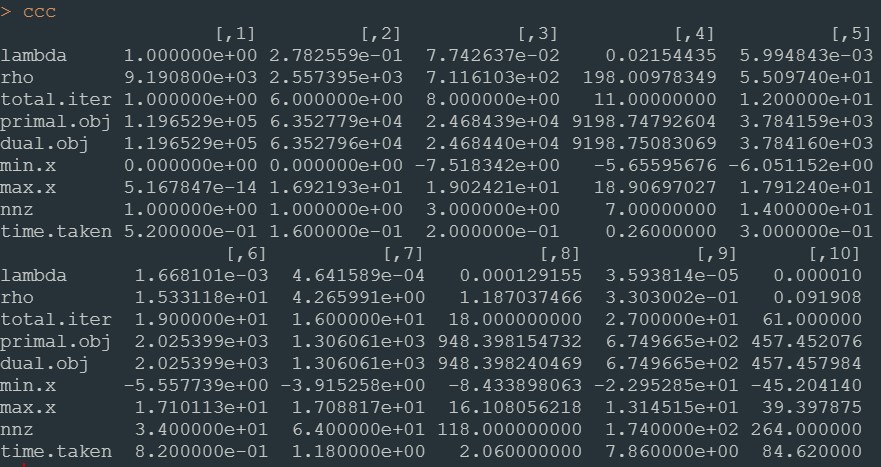 > ccc
[,1] [,2] [,3] [,4] [,5]
lambda 1.000000e+00 2.782559e-01 7.742637e-02 0.02154435 5.994843e-03
rho 9.190800e+03 2.557395e+03 7.116103e+02 198.00978349 5.509740e+01
total.iter 1.000000e+00 6.000000e+00 8.000000e+00 11.00000000 1.200000e+01
primal.obj 1.196529e+05 6.352779e+04 2.468439e+04 9198.74792604 3.784159e+03
dual.obj 1.196529e+05 6.352796e+04 2.468440e+04 9198.75083069 3.784160e+03
min.x 0.000000e+00 0.000000e+00 -7.518342e+00 -5.65595676 -6.051152e+00
max.x 5.167847e-14 1.692193e+01 1.902421e+01 18.90697027 1.791240e+01
nnz 1.000000e+00 1.000000e+00 3.000000e+00 7.00000000 1.400000e+01
time.taken 5.200000e-01 1.600000e-01 2.000000e-01 0.26000000 3.000000e-01
[,6] [,7] [,8] [,9] [,10]
lambda 1.668101e-03 4.641589e-04 0.000129155 3.593814e-05 0.000010
rho 1.533118e+01 4.265991e+00 1.187037466 3.303002e-01 0.091908
total.iter 1.900000e+01 1.600000e+01 18.000000000 2.700000e+01 61.000000
primal.obj 2.025399e+03 1.306061e+03 948.398154732 6.749665e+02 457.452076
dual.obj 2.025399e+03 1.306061e+03 948.398240469 6.749665e+02 457.457984
min.x -5.557739e+00 -3.915258e+00 -8.433898063 -2.295285e+01 -45.204140
max.x 1.710113e+01 1.708817e+01 16.108056218 1.314515e+01 39.397875
nnz 3.400000e+01 6.400000e+01 118.000000000 1.740000e+02 264.000000
time.taken 8.200000e-01 1.180000e+00 2.060000000 7.860000e+00 84.620000